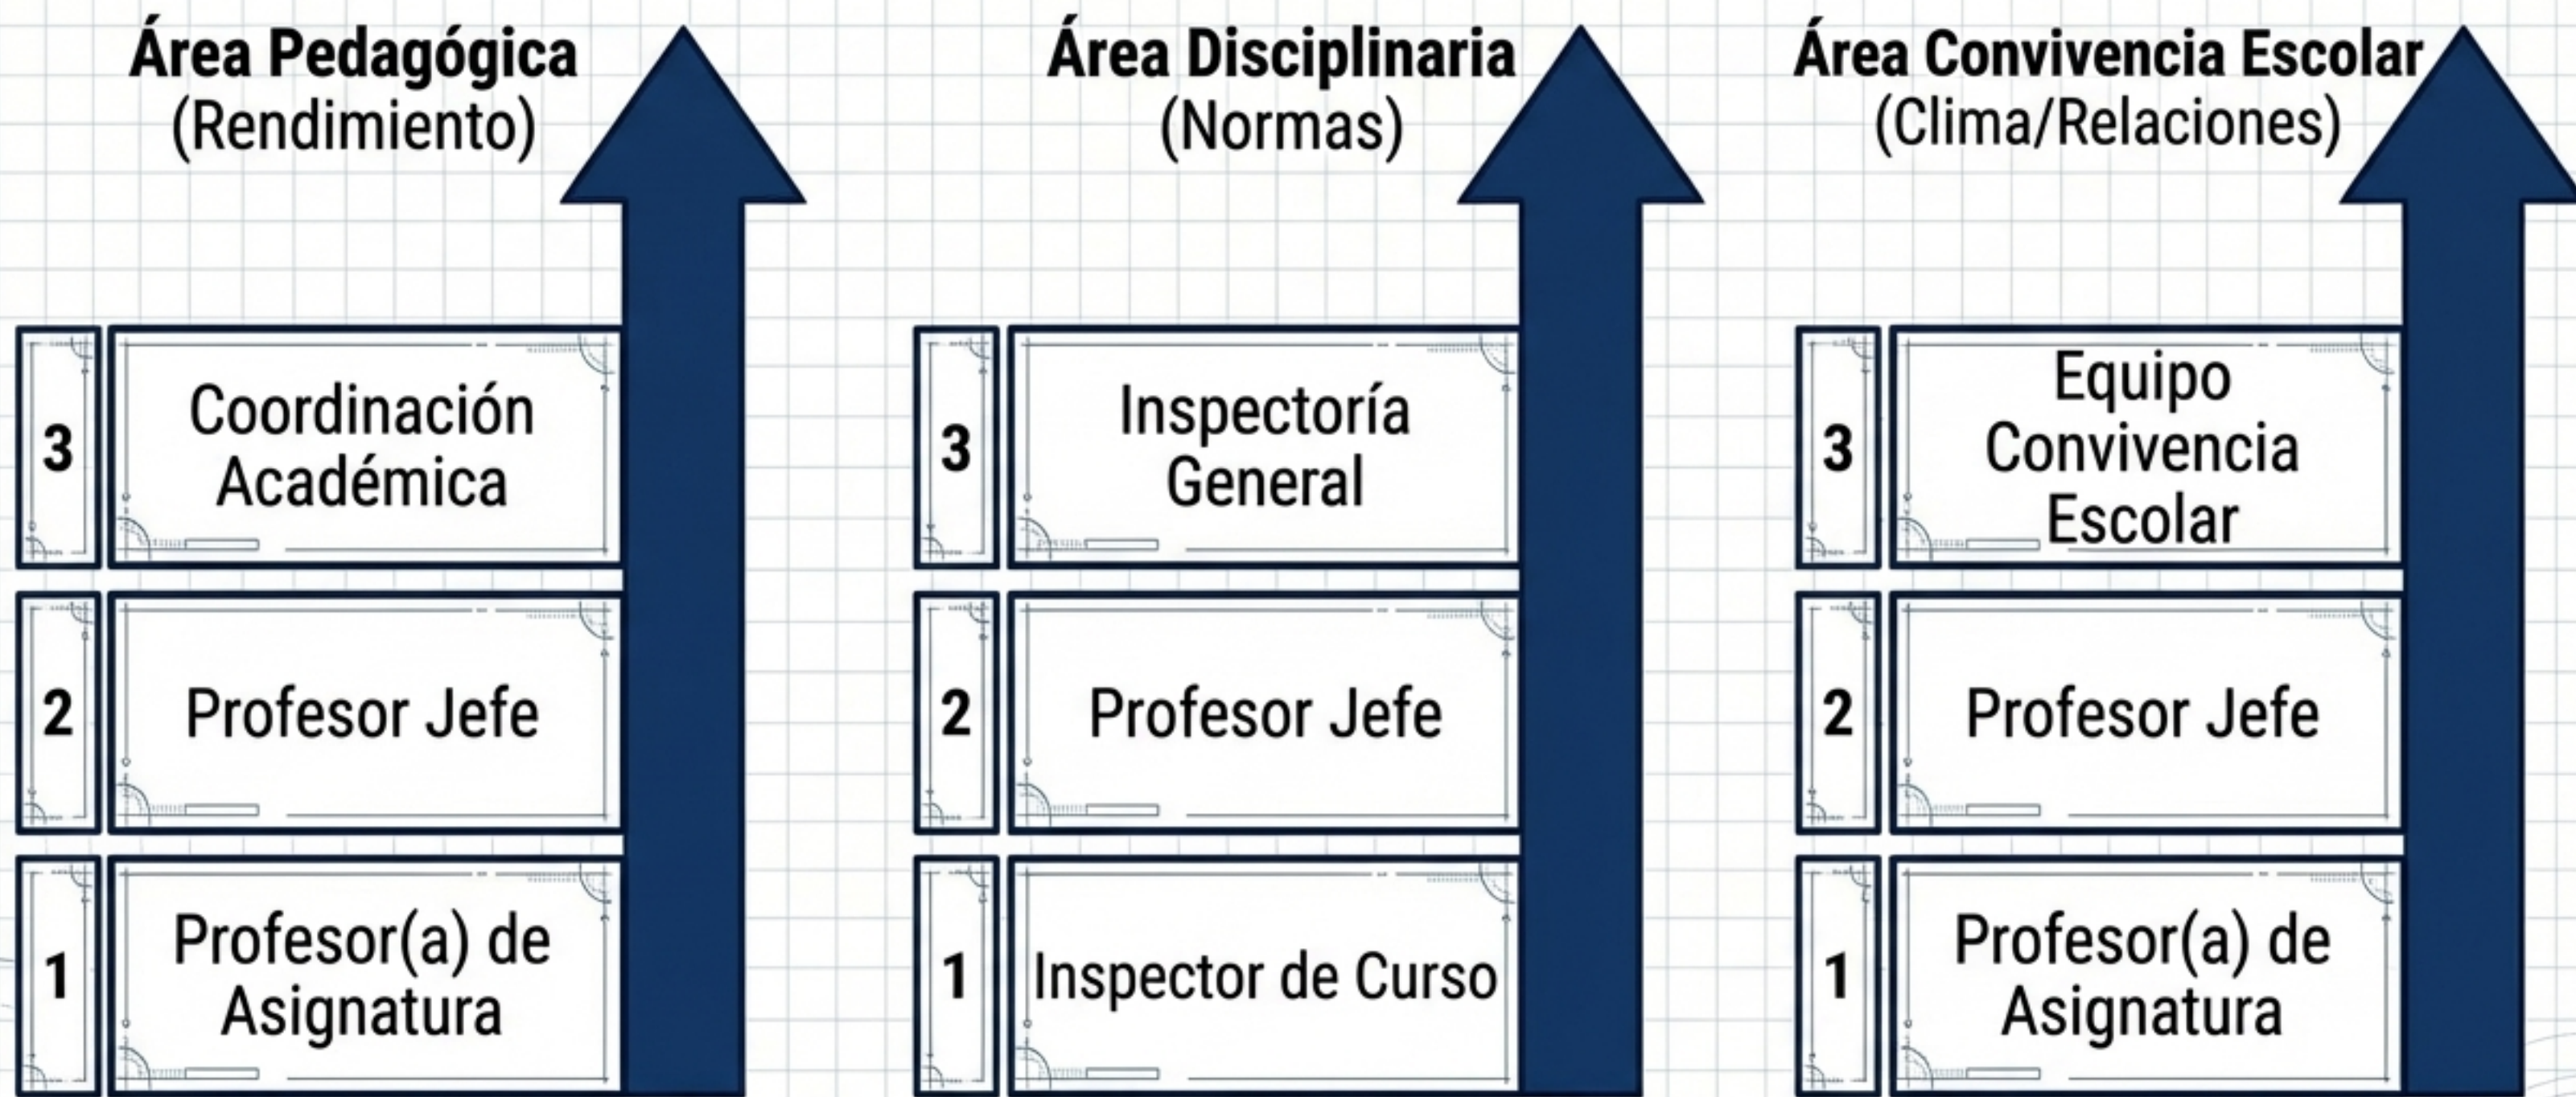 Área Pedagógica
(Rendimiento)
3
Coordinación
Académica
2
Profesor Jefe
1
Profesor(a) de
Asignatura
Área Disciplinaria
(Normas)
3
Inspectoría
General
2
Profesor Jefe
1
Inspector de Curso
Área Convivencia Escolar
(Clima/Relaciones)
3
Equipo
Convivencia
Escolar
2
Profesor Jefe
1
Profesor(a) de
Asignatura